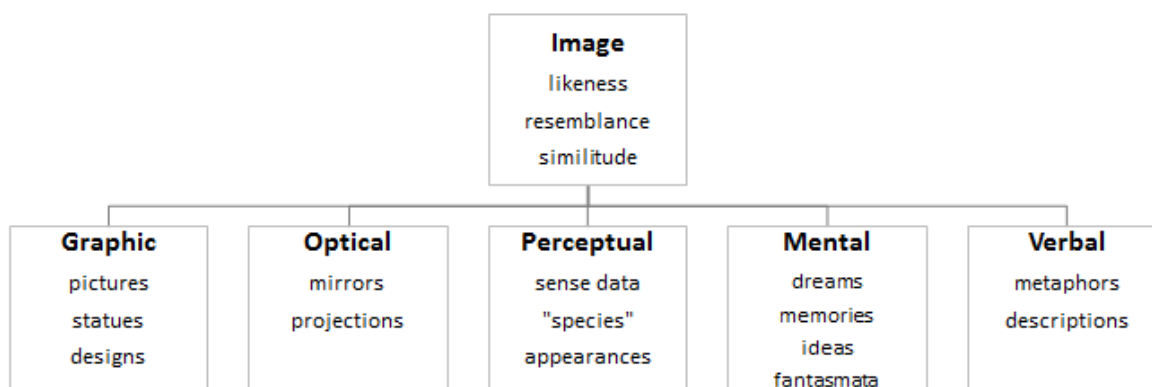 Image
likeness
resemblance
similitude
Graphic
pictures
statues
designs
Optical
mirrors
projections
Perceptual
sense data
"species"
appearances
Mental
dreams
memories
ideas
fantasmata
Verbal
metaphors
descriptions